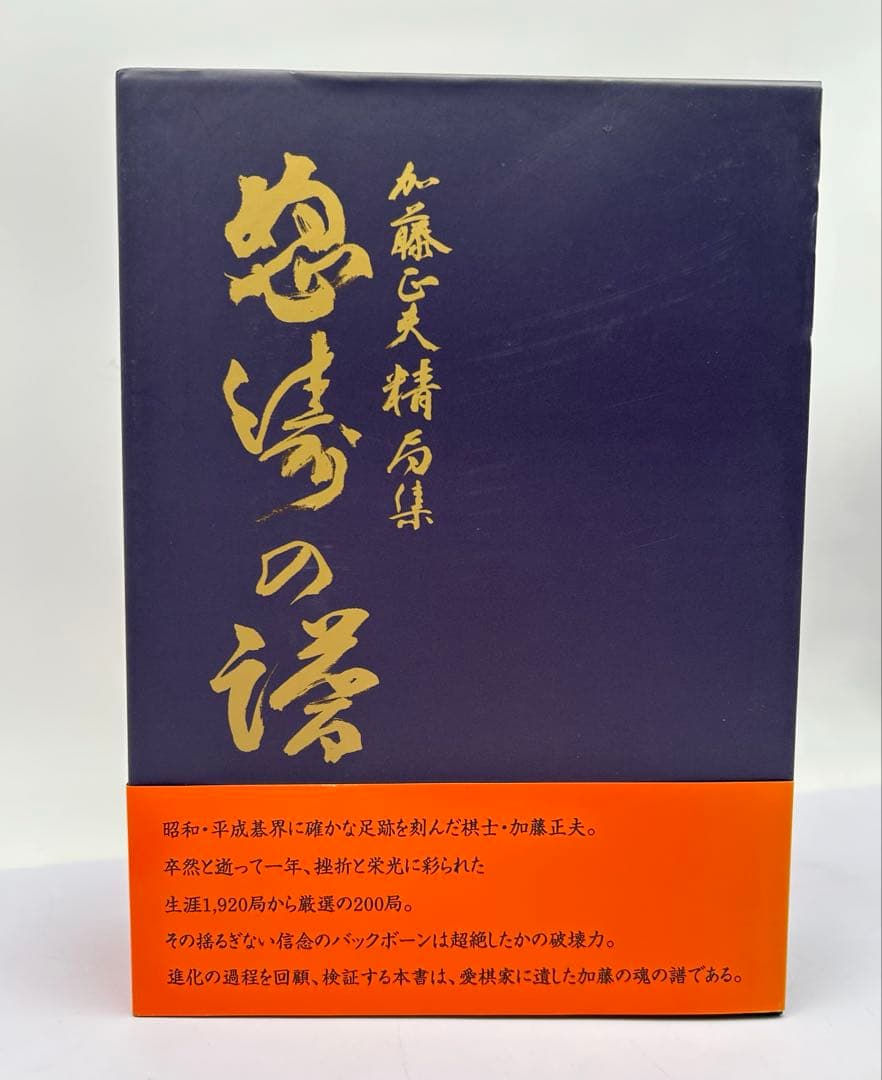 加藤正夫精局集
怒濤の譜
昭和・平成碁界に確かな足跡を刻んだ棋士・加藤正夫。
卒然と逝って一年、挫折と栄光に彩られた
生涯1,920局から厳選の200局。
その揺るぎない信念のバックボーンは超絶したかの破壊力。
進化の過程を回顧、検証する本書は、愛棋家に遺した加藤の魂の譜である。